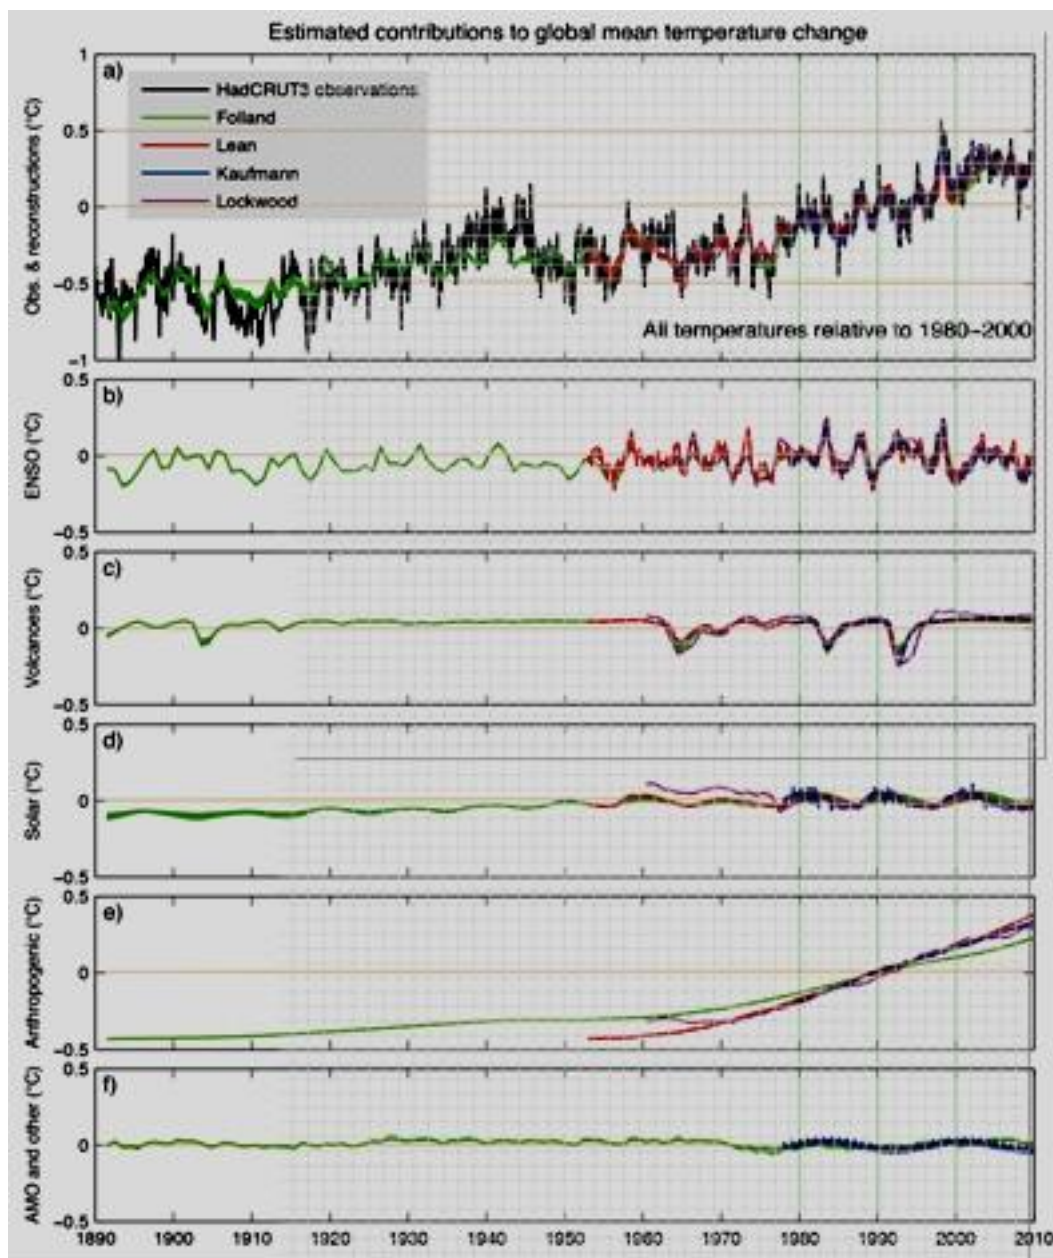 Estimated contributions to global mean temperature change
a)
HadCRUT3 observations
Folland
Lean
Kaufmann
Lockwood
Obs. & reconstructions (°C)
1
0.5
0
−0.5
−1
All temperatures relative to 1980−2000
b)
ENSO (°C)
0.5
0
−0.5
c)
Volcanoes (°C)
0.5
0
−0.5
d)
Solar (°C)
0.5
0
−0.5
e)
Anthropogenic (°C)
0.5
0
−0.5
f)
AMO and other (°C)
0.5
0
−0.5
1890 1900 1910 1920 1930 1940 1950 1960 1970 1980 1990 2000 2010